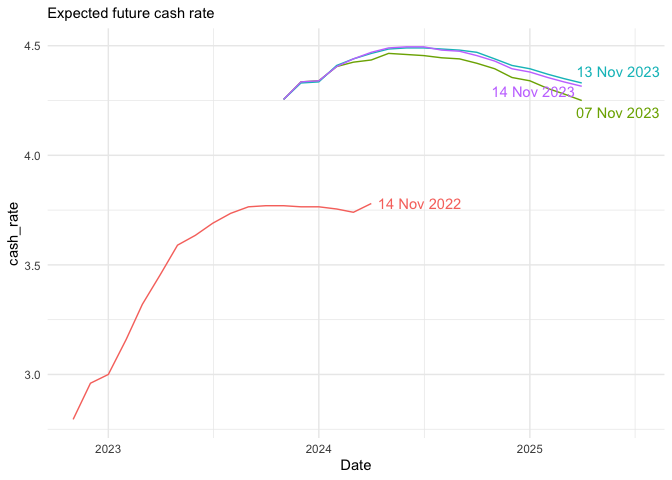 Expected future cash rate
4.5
13 Nov 2023
14 Nov 2023
07 Nov 2023
4.0
14 Nov 2022
cash_rate
3.5
3.0
2023
2024
2025
Date